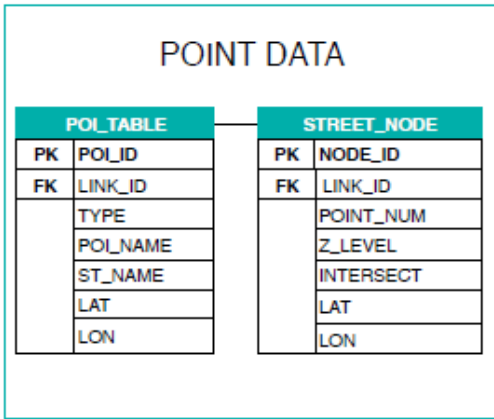 POINT DATA
POI_TABLE
PK POI_ID
FK LINK_ID
TYPE
POI_NAME
ST_NAME
LAT
LON
STREET_NODE
PK NODE_ID
FK LINK_ID
POINT_NUM
Z_LEVEL
INTERSECT
LAT
LON